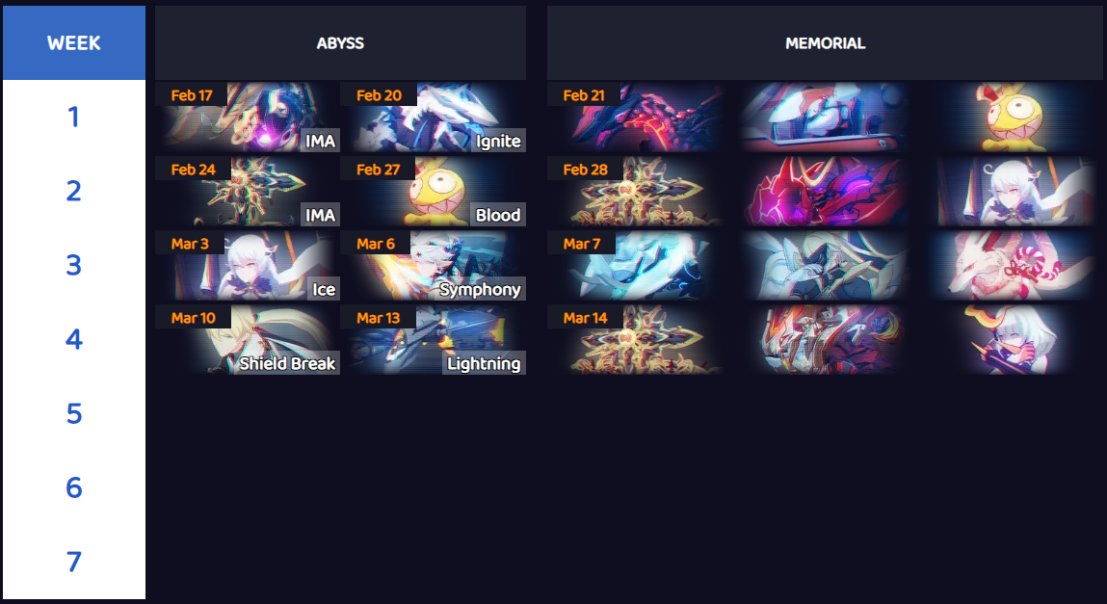 WEEK ABYSS MEMORIAL
1 Feb 17 IMA Feb 20 Ignite Feb 21
2 Feb 24 IMA Feb 27 Blood Feb 28
3 Mar 3 Ice Mar 6 Symphony Mar 7
4 Mar 10 Shield Break Mar 13 Lightning Mar 14
5
6
7